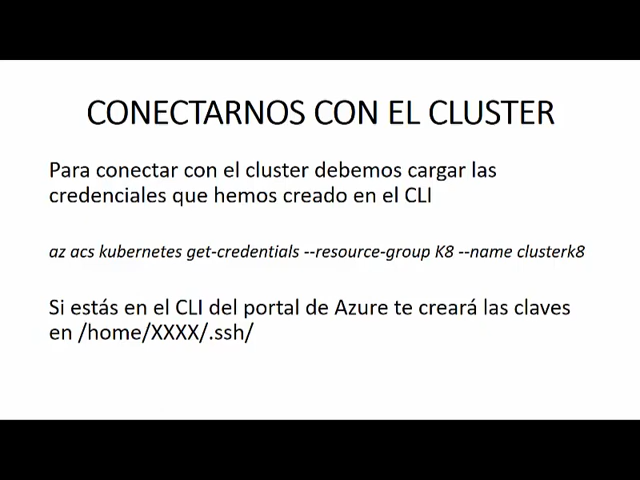 CONECTARNOS CON EL CLUSTER
Para conectar con el cluster debemos cargar las
credenciales que hemos creado en el CLI
az acs kubernetes get-credentials --resource-group K8 --name clusterk8
Si estás en el CLI del portal de Azure te creará las claves
en /home/XXXX/.ssh/